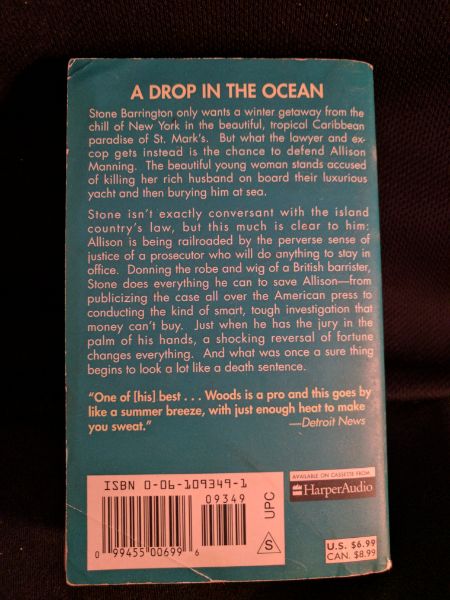 A DROP IN THE OCEAN
Stone Barrington only wants a winter getaway from the
chill of New York in the beautiful, tropical Caribbean
paradise of St. Mark's. But what the lawyer and ex-
cop gets instead is the chance to defend Allison
Manning. The beautiful young woman stands accused
of killing her rich husband on board their luxurious
yacht and then burying him at sea.
Stone isn't exactly conversant with the island
country's law, but this much is clear to him:
Allison is being railroaded by the perverse sense of
justice of a prosecutor who will do anything to stay in
office. Donning the robe and wig of a British barrister,
Stone does everything he can to save Allison—from
publicizing the case all over the American press to
conducting the kind of smart, tough investigation that
money can't buy. Just when he has the jury in the
palm of his hands, a shocking reversal of fortune
changes everything. And what was once a sure thing
begins to look a lot like a death sentence.
"One of [his] best . . . Woods is a pro and this goes by
like a summer breeze, with just enough heat to make
you sweat."
—Detroit News
ISBN 0-06-109349-1
09349
0 99455 00699 6
UPC
S
AVAILABLE ON CASSETTE FROM
HarperAudio
U.S. $6.99
CAN. $8.99